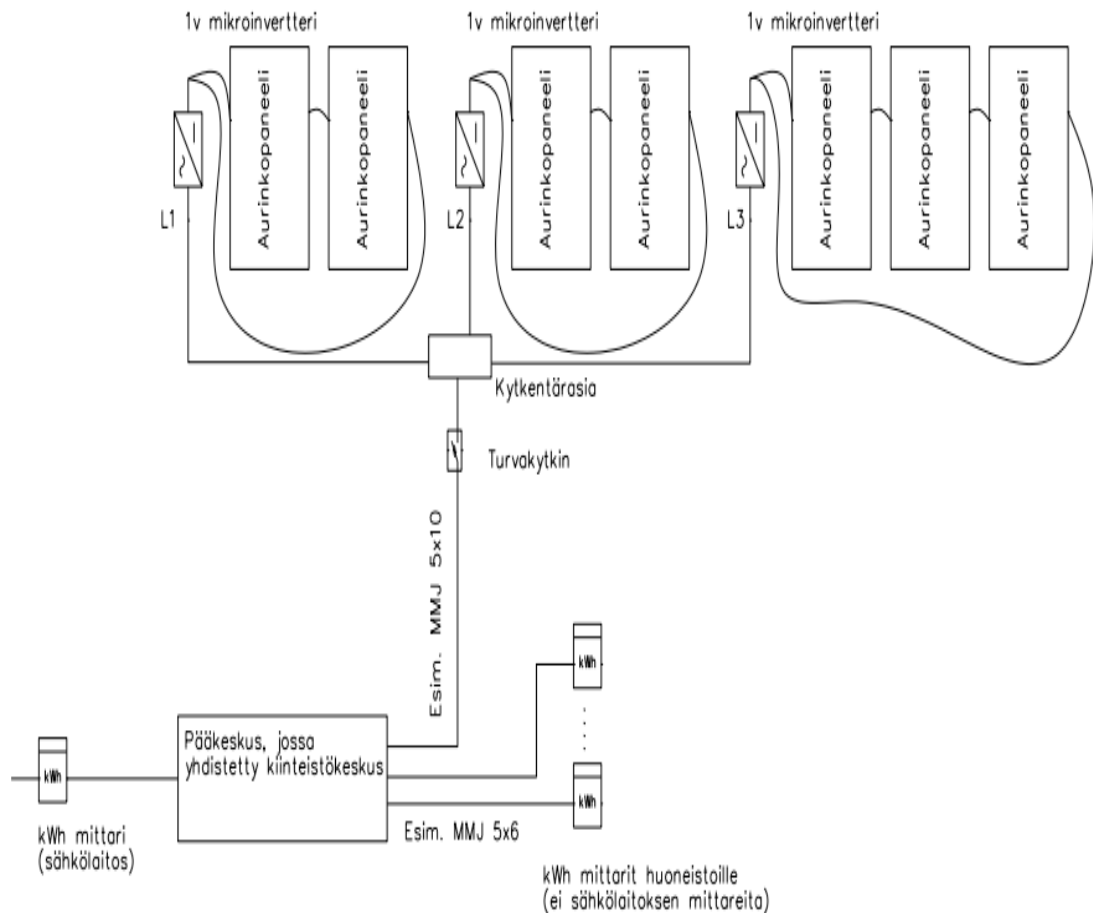 1v mikroinvertteri
1v mikroinvertteri
1v mikroinvertteri
Aurinkopaneeli
Aurinkopaneeli
Aurinkopaneeli
Aurinkopaneeli
Aurinkopaneeli
Aurinkopaneeli
Aurinkopaneeli
L1
L2
L3
Kytkentärasia
Turvakytkin
Esim. MMJ 5x10
kWh
Pääkeskus, jossa
yhdistetty kiinteistökeskus
kWh
kWh
Esim. MMJ 5x6
kWh mittari
(sähkölaitos)
kWh mittarit huoneistoille
(ei sähkölaitoksen mittareita)